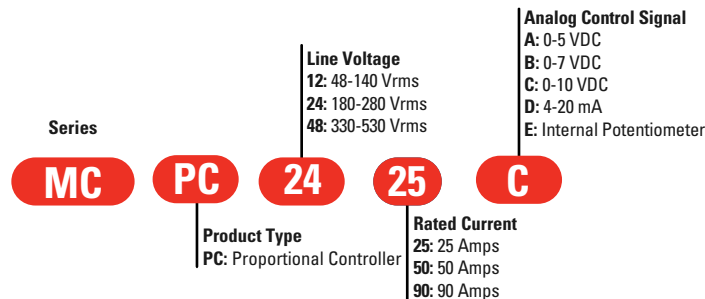 Analog Control Signal
A: 0-5 VDC
B: 0-7 VDC
C: 0-10 VDC
D: 4-20 mA
E: Internal Potentiometer
Line Voltage
12: 48-140 Vrms
24: 180-280 Vrms
48: 330-530 Vrms
Series
MC PC 24 25 C
Product Type
PC: Proportional Controller
Rated Current
25: 25 Amps
50: 50 Amps
90: 90 Amps